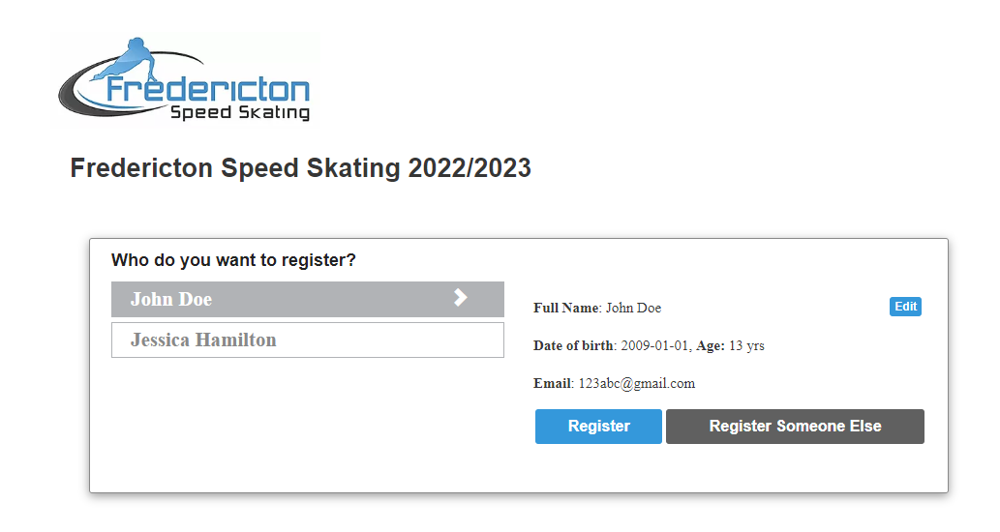 Fredericton
Speed Skating
Fredericton Speed Skating 2022/2023
Who do you want to register?
John Doe
Jessica Hamilton
Full Name: John Doe
Edit
Date of birth: 2009-01-01, Age: 13 yrs
Email: 123abc@gmail.com
Register
Register Someone Else